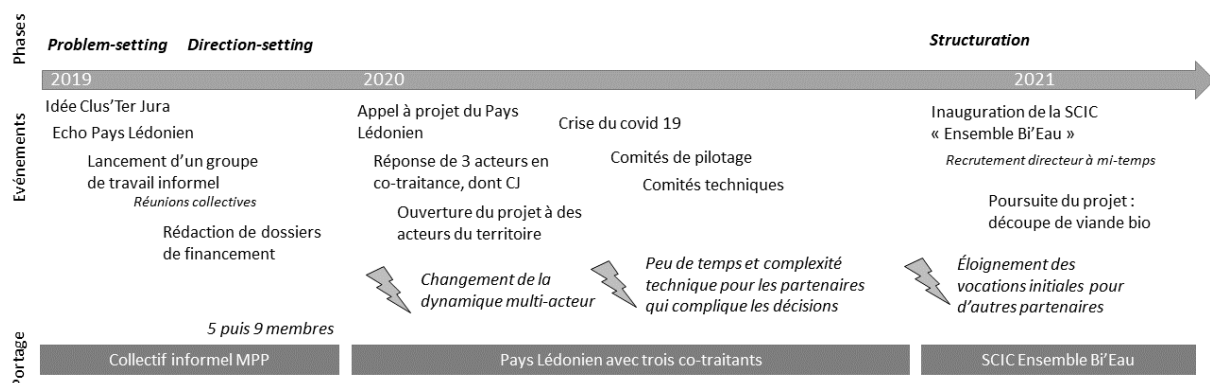 Phases
Problem-setting
Direction-setting
Structuration
2019
2020
2021
Evénements
Idée Clus'Ter Jura
Echo Pays Lédonien
Lancement d'un groupe
de travail informel
Réunions collectives
Rédaction de dossiers
de financement
5 puis 9 membres
Appel à projet du Pays
Lédonien
Réponse de 3 acteurs en
co-traitance, dont CJ
Ouverture du projet à des
acteurs du territoire
Changement de la
dynamique multi-acteur
Crise du covid 19
Comités de pilotage
Comités techniques
Peu de temps et complexité
technique pour les partenaires
qui complique les décisions
Inauguration de la SCIC
« Ensemble Bi'Eau »
Recrutement directeur à mi-temps
Poursuite du projet :
découpe de viande bio
Éloignement des
vocations initiales pour
d'autres partenaires
Portage
Collectif informel MPP
Pays Lédonien avec trois co-traitants
SCIC Ensemble Bi'Eau